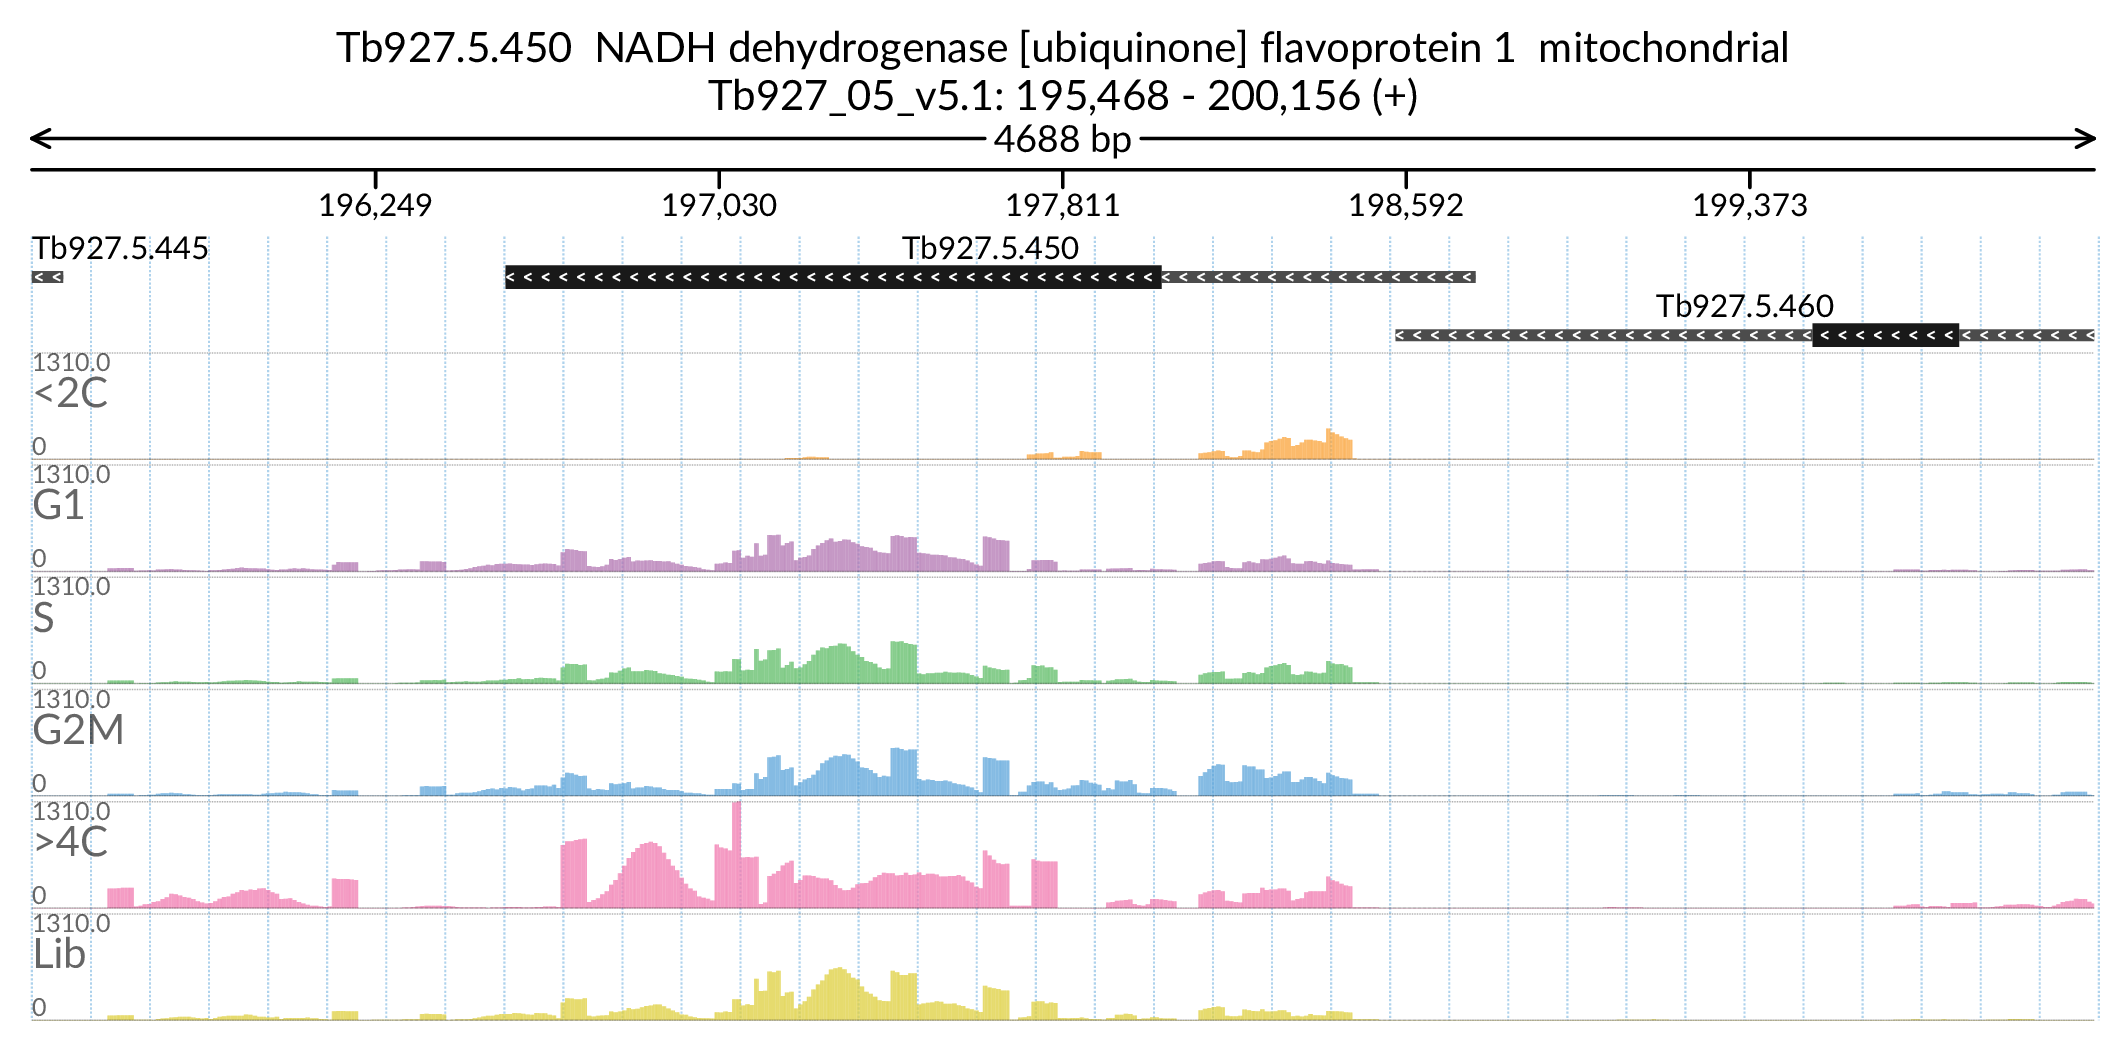 Tb927.5.450  NADH dehydrogenase [ubiquinone] flavoprotein 1  mitochondrial
Tb927_05_v5.1: 195,468 - 200,156 (+)
4688 bp
196,249 197,030 197,811 198,592 199,373
Tb927.5.445 Tb927.5.450
Tb927.5.460
1310.0
<2C
0
1310.0
G1
0
1310.0
S
0
1310.0
G2M
0
1310.0
>4C
0
1310.0
Lib
0